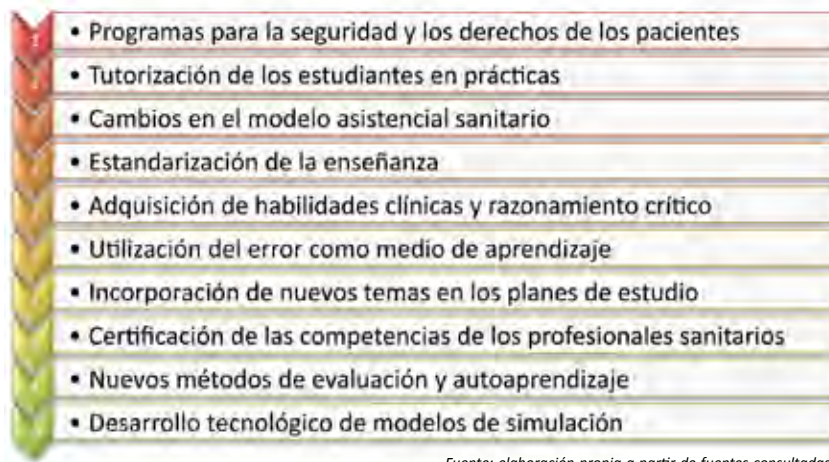 • Programas para la seguridad y los derechos de los pacientes
• Tutorización de los estudiantes en prácticas
• Cambios en el modelo asistencial sanitario
• Estandarización de la enseñanza
• Adquisición de habilidades clínicas y razonamiento crítico
• Utilización del error como medio de aprendizaje
• Incorporación de nuevos temas en los planes de estudio
• Certificación de las competencias de los profesionales sanitarios
• Nuevos métodos de evaluación y autoaprendizaje
• Desarrollo tecnológico de modelos de simulación
Fuente: elaboración propia a partir de fuentes consultadas